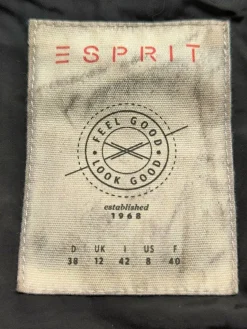 ESPRIT
FEEL GOOD
LOOK GOOD
established
1968
D UK I US F
38 12 42 8 40